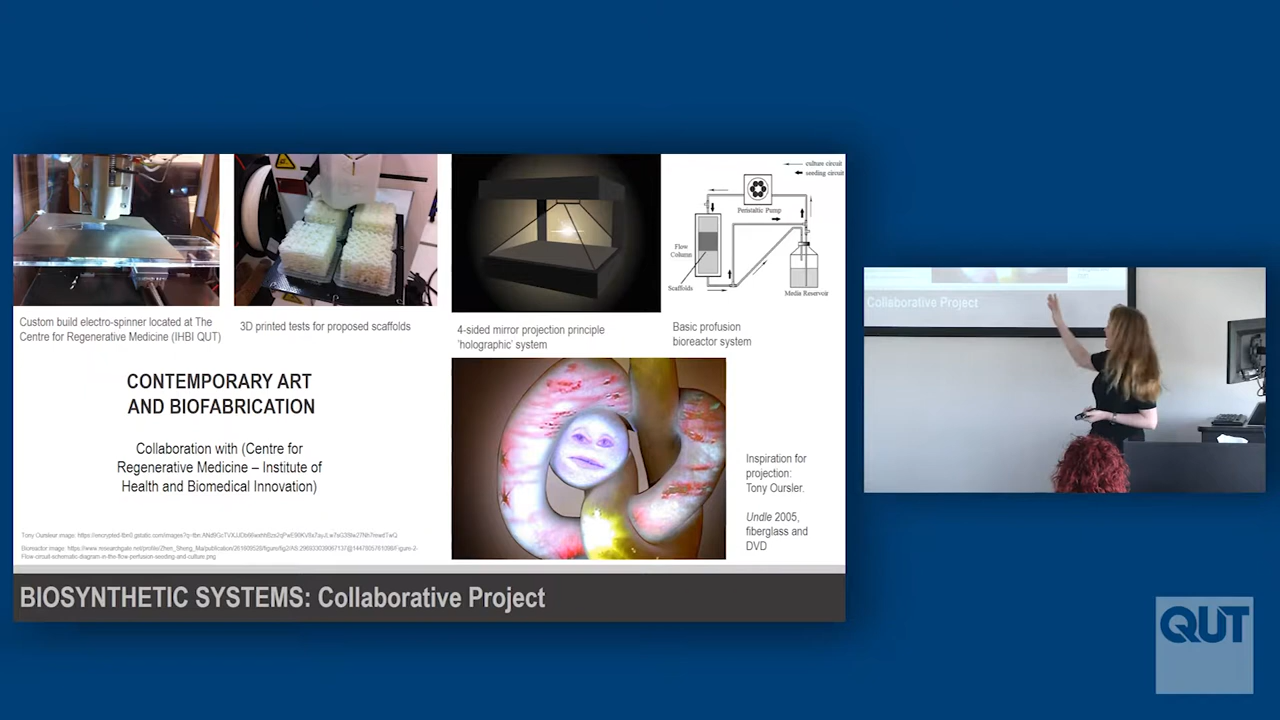 culture circuit
seeding circuit
Peristaltic Pump
Flow
Column
Scaffolds
Media Reservoir
Custom build electro-spinner located at The
Centre for Regenerative Medicine (IHBI QUT)
3D printed tests for proposed scaffolds
4-sided mirror projection principle
'holographic' system
Basic profusion
bioreactor system
CONTEMPORARY ART
AND BIOFABRICATION
Collaboration with (Centre for
Regenerative Medicine – Institute of
Health and Biomedical Innovation)
Inspiration for
projection:
Tony Oursler.
Undle 2005,
fiberglass and
DVD
BIOSYNTHETIC SYSTEMS: Collaborative Project
Collaborative Project
QUT